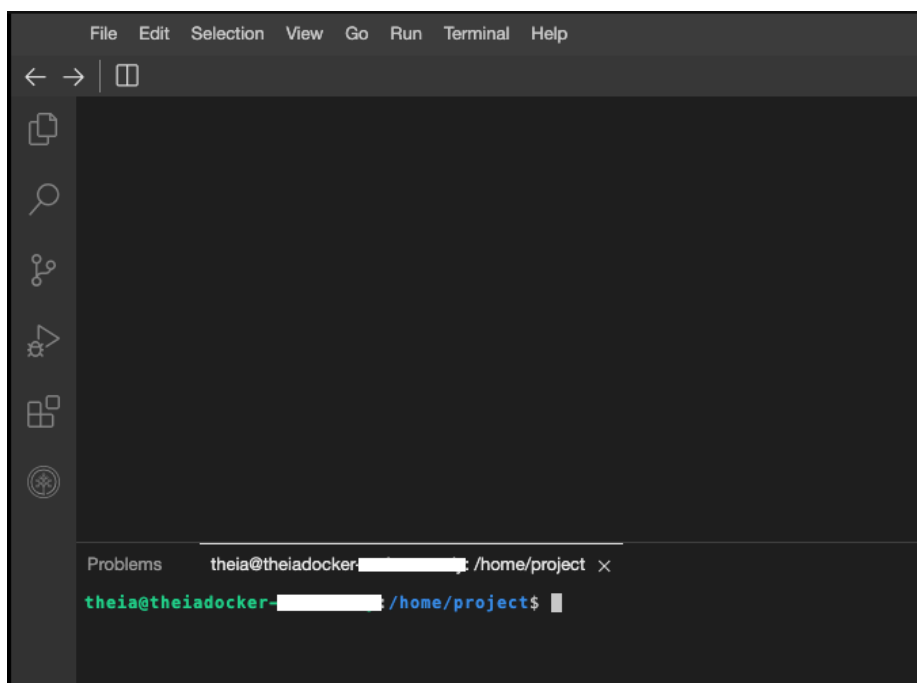 File Edit Selection View Go Run Terminal Help
Problems theia@theiadocker- : /home/project
theia@theiadocker- :/home/project$